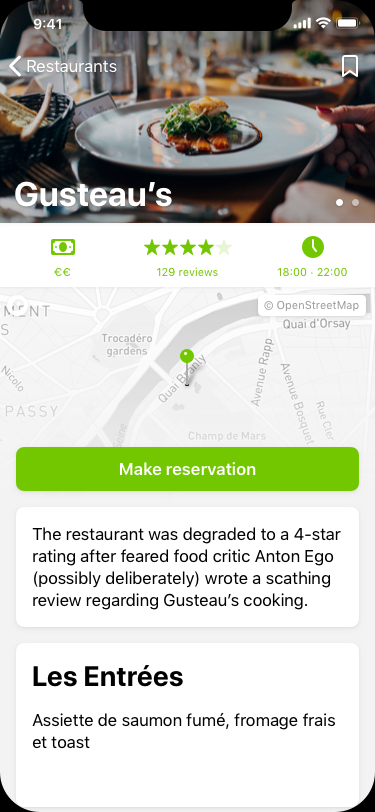 9:41
Restaurants
Gusteau’s
€€
129 reviews
18:00 - 22:00
© OpenStreetMap
MENT
S
Quai d'Orsay
Trocadéro
gardens
Quai Branly
Avenue Rapp
Avenue Bosquet
Nicolo
Rue Cler
PASSY
Seine
Champ de Mars
Make reservation
The restaurant was degraded to a 4-star
rating after feared food critic Anton Ego
(possibly deliberately) wrote a scathing
review regarding Gusteau’s cooking.
Les Entrées
Assiette de saumon fumé, fromage frais
et toast